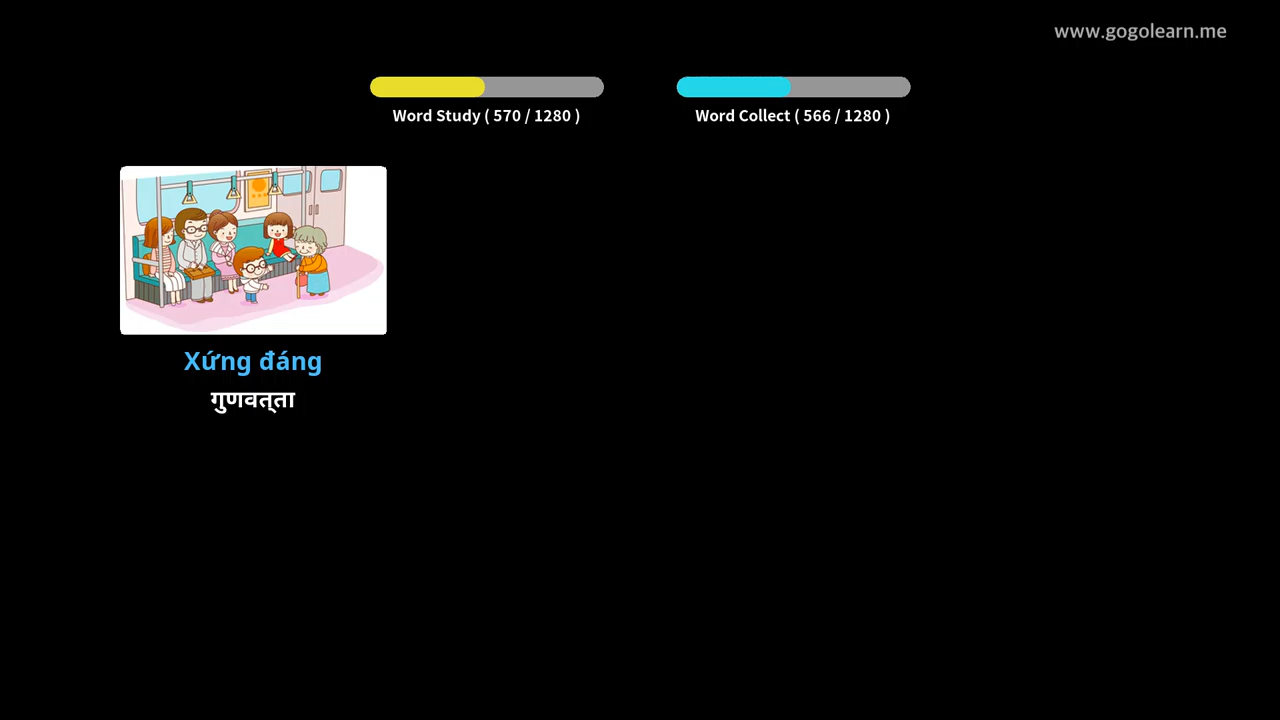 www.gogolearn.me
Word Study ( 570 / 1280 )
Word Collect ( 566 / 1280 )
Xứng đáng
गुणवत्ता